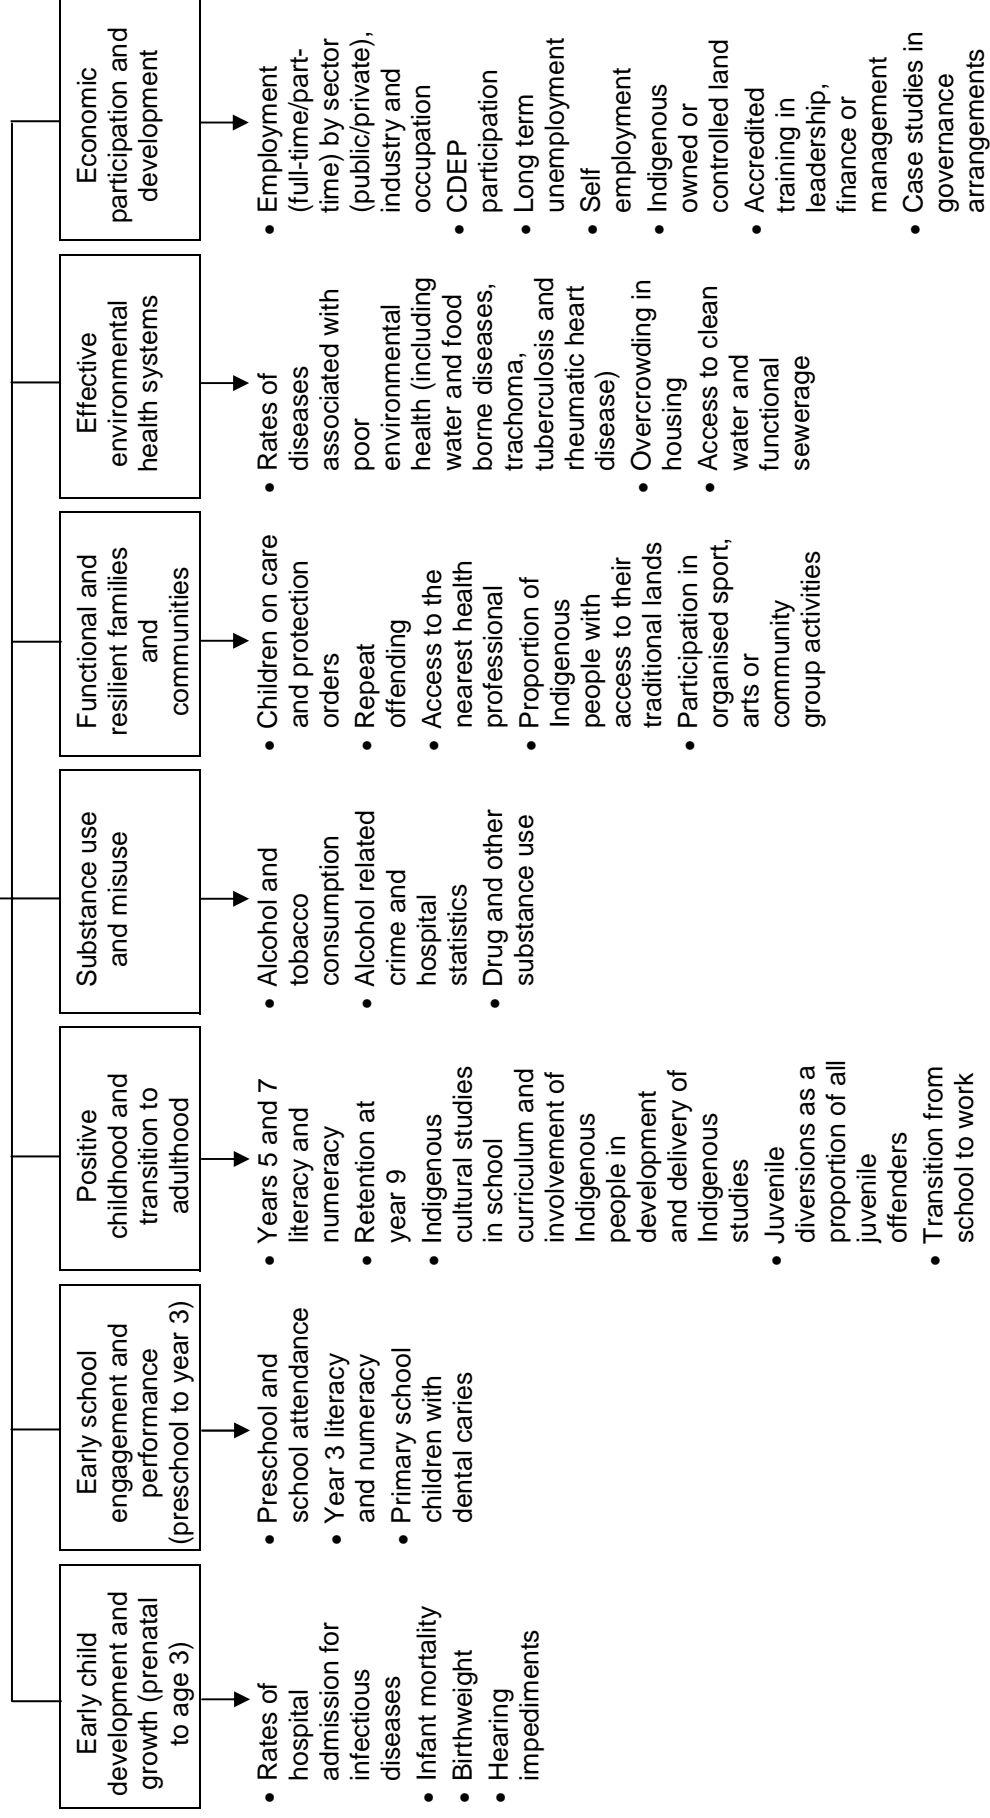 Early child
development and
growth (prenatal
to age 3)
• Rates of
hospital
admission for
infectious
diseases
• Infant mortality
• Birthweight
• Hearing
impediments
Early school
engagement and
performance
(preschool to year 3)
• Preschool and
school attendance
• Year 3 literacy
and numeracy
• Primary school
children with
dental caries
Positive
childhood and
transition to
adulthood
• Years 5 and 7
literacy and
numeracy
• Retention at
year 9
• Indigenous
cultural studies
in school
curriculum and
involvement of
Indigenous
people in
development
and delivery of
Indigenous
studies
• Juvenile
diversions as a
proportion of all
juvenile
offenders
• Transition from
school to work
Substance use
and misuse
• Alcohol and
tobacco
consumption
• Alcohol related
crime and
hospital
statistics
• Drug and other
substance use
Functional and
resilient families
and
communities
• Children on care
and protection
orders
• Repeat
offending
• Access to the
nearest health
professional
• Proportion of
Indigenous
people with
access to their
traditional lands
• Participation in
organised sport,
arts or
community
group activities
Effective
environmental
health systems
• Rates of
diseases
associated with
poor
environmental
health (including
water and food
borne diseases,
trachoma,
tuberculosis and
rheumatic heart
disease)
• Overcrowding in
housing
• Access to clean
water and
functional
sewerage
Economic
participation and
development
• Employment
(full-time/part-
time) by sector
(public/private),
industry and
occupation
• CDEP
participation
• Long term
unemployment
• Self
employment
• Indigenous
owned or
controlled land
• Accredited
training in
leadership,
finance or
management
• Case studies in
governance
arrangements